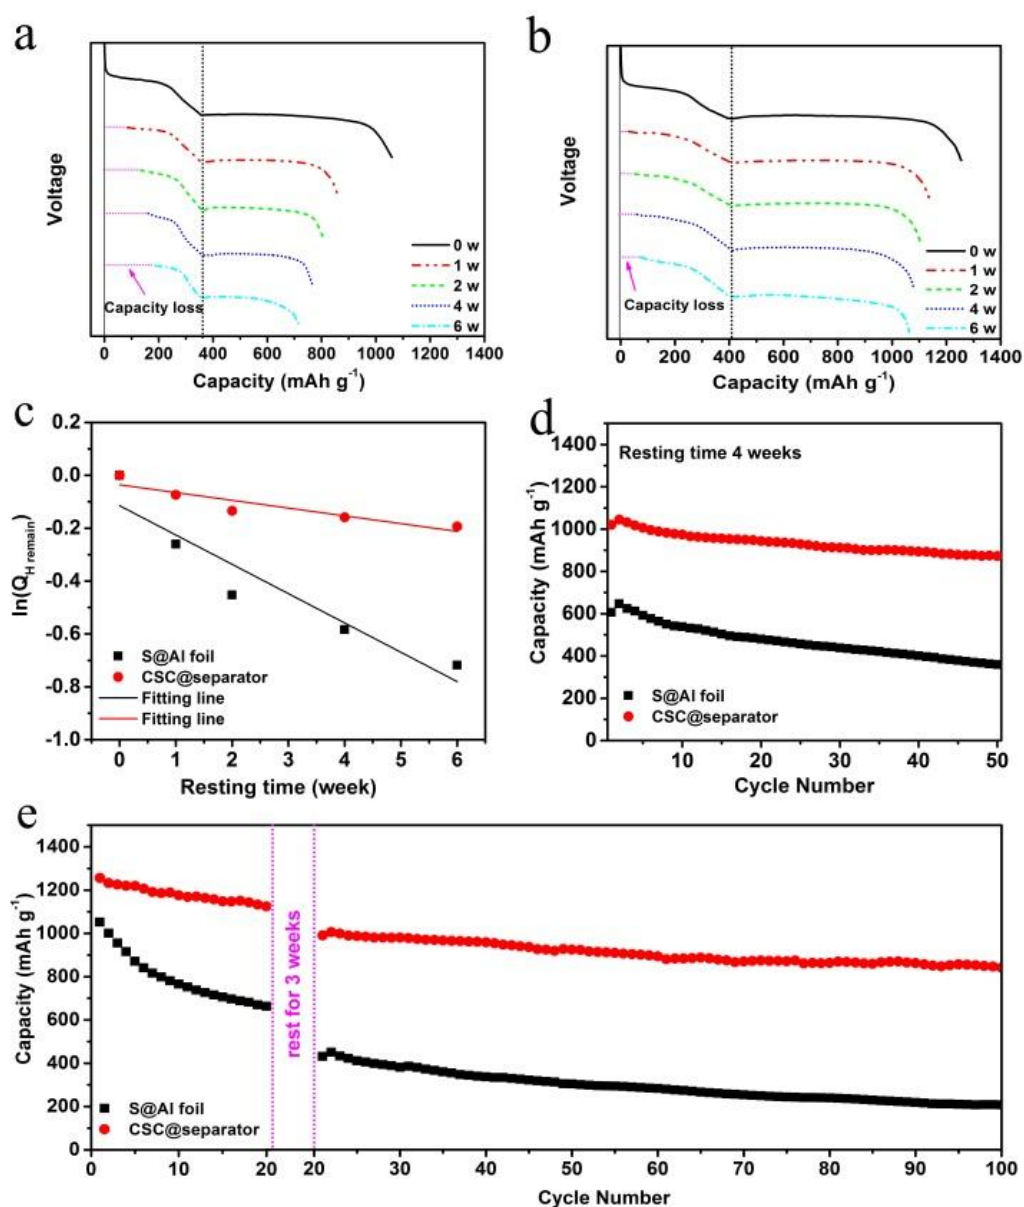 a
Voltage
0 w
1 w
2 w
4 w
6 w
Capacity loss
0 200 400 600 800 1000 1200 1400
Capacity (mAh g-1)
b
Voltage
0 w
1 w
2 w
4 w
6 w
Capacity loss
0 200 400 600 800 1000 1200 1400
Capacity (mAh g-1)
c
ln(QH remain)
0.2
0.0
-0.2
-0.4
-0.6
-0.8
-1.0
S@Al foil
CSC@separator
Fitting line
Fitting line
0 1 2 3 4 5 6
Resting time (week)
d
Capacity (mAh g-1)
1400
1200
1000
800
600
400
200
0
Resting time 4 weeks
S@Al foil
CSC@separator
10 20 30 40 50
Cycle Number
e
Capacity (mAh g-1)
1400
1200
1000
800
600
400
200
0
rest for 3 weeks
S@Al foil
CSC@separator
0 10 20 20 30 40 50 60 70 80 90 100
Cycle Number